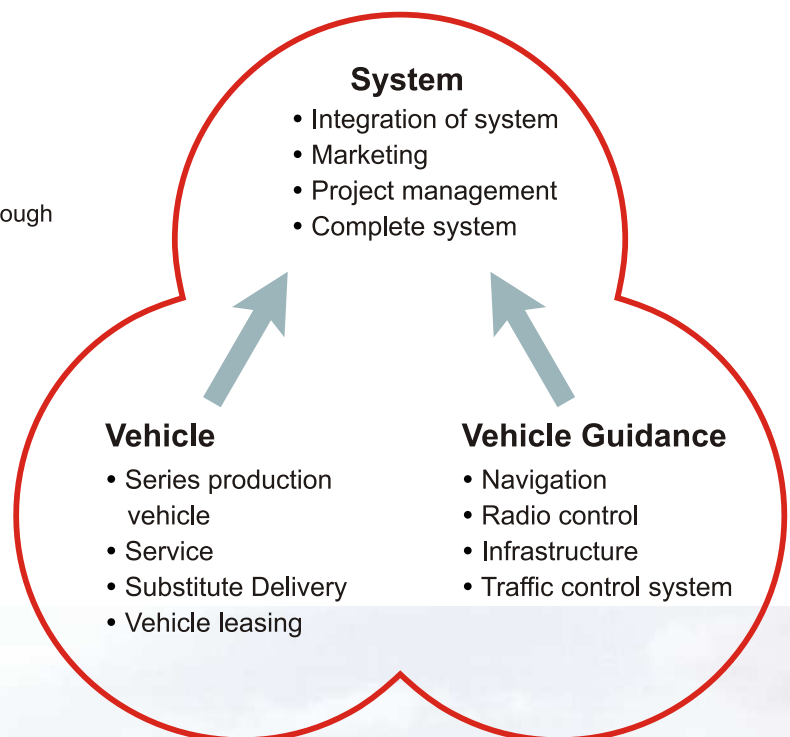 System
• Integration of system
• Marketing
• Project management
• Complete system
ough
Vehicle
• Series production
vehicle
• Service
• Substitute Delivery
• Vehicle leasing
Vehicle Guidance
• Navigation
• Radio control
• Infrastructure
• Traffic control system